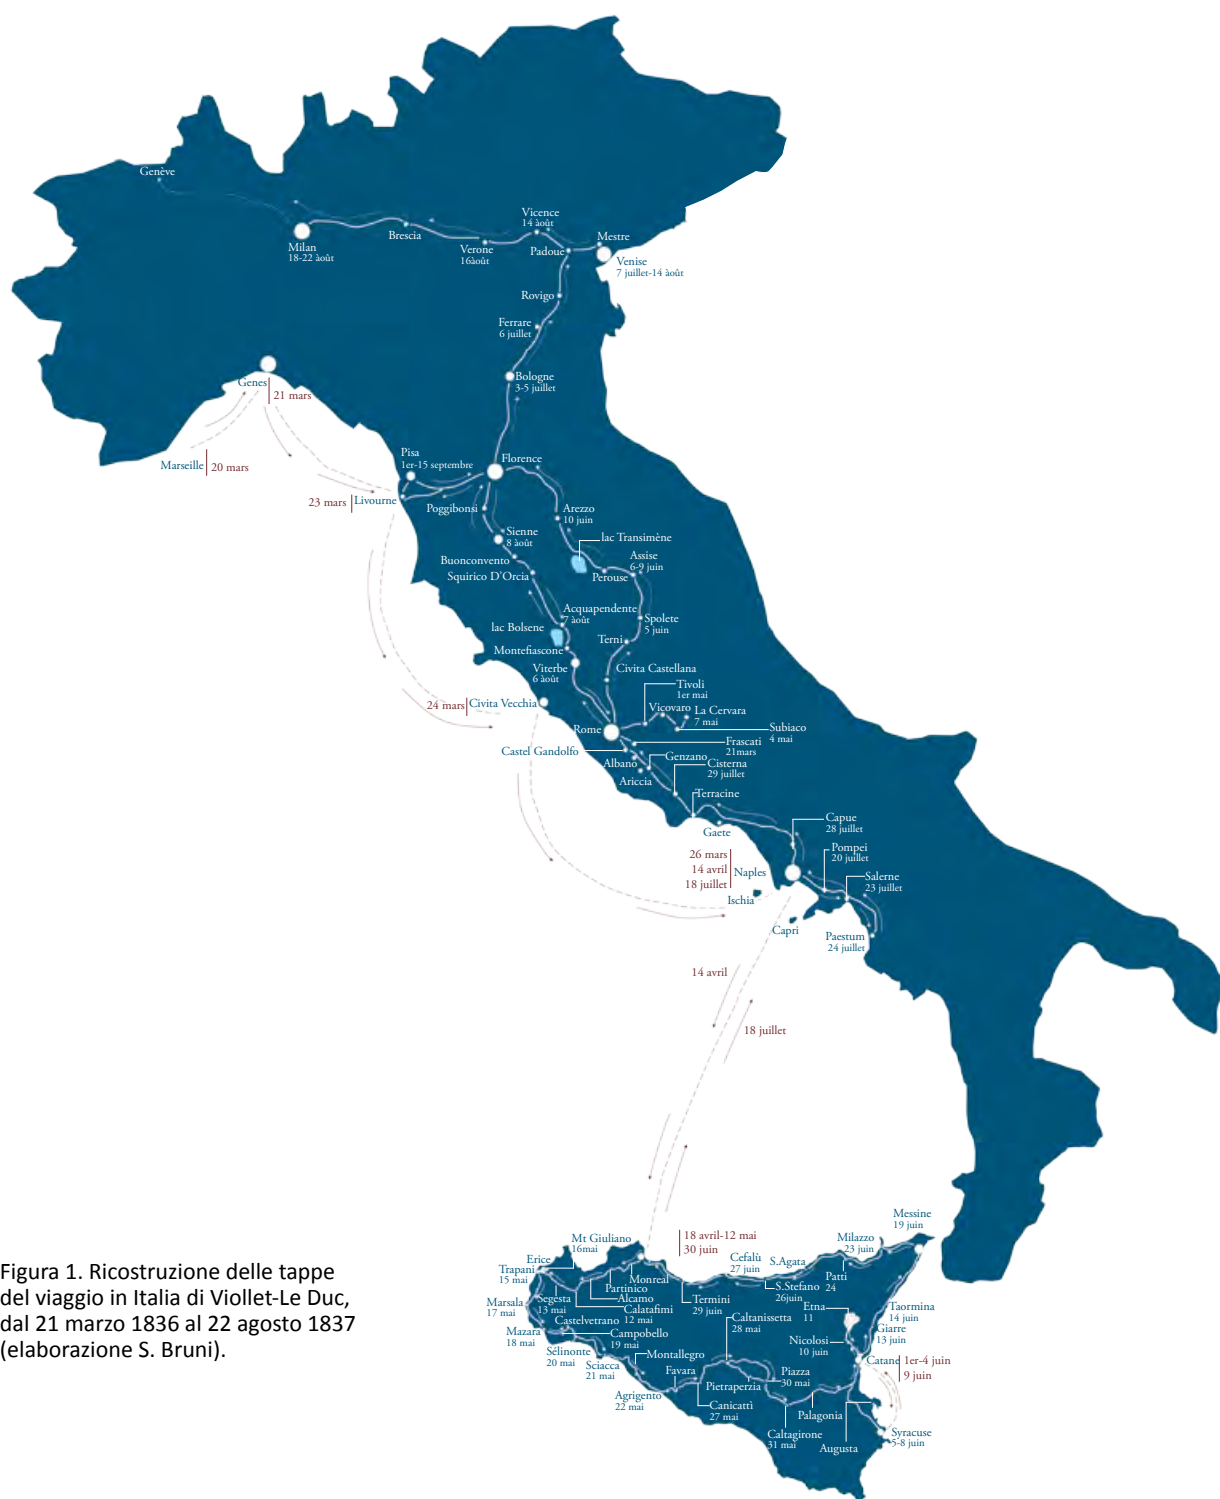 Genève
Milan
18-22 àoût
Brescia
Verone
16àoût
Vicence
14 àoût
Padoue
Mestre
Venise
7 juillet-14 àoût
Rovigo
Ferrare
6 juillet
Bologne
3-5 juillet
Genes
21 mars
Marseille
20 mars
Pisa
1er-15 septembre
Florence
23 mars
Livourne
Poggibonsi
Arezzo
10 juin
Sienne
8 àoût
lac Transimène
Assise
6-9 juin
Buonconvento
Perouse
Squirico D'Orcia
Acquapendente
7 àoût
Spolete
5 juin
lac Bolsene
Terni
Montefiascone
Viterbe
6 àoût
Civita Castellana
Tivoli
1er mai
24 mars
Civita Vecchia
Vicovaro
La Cervara
7 mai
Rome
Subiaco
4 mai
Castel Gandolfo
Frascati
21mars
Genzano
Albano
Cisterna
29 juillet
Ariccia
Terracine
Gaete
Capue
28 juillet
26 mars
14 avril
18 juillet
Naples
Pompei
20 juillet
Salerne
23 juillet
Ischia
Capri
Paestum
24 juillet
14 avril
18 juillet
Messine
19 juin
18 avril-12 mai
30 juin
Mt Giuliano
16mai
Milazzo
23 juin
Erice
Trapani
15 mai
Cefalù
27 juin
S.Agata
Monreal
Patti
24
Partinico
S.Stefano
26juin
Segesta
13 mai
Alcamo
Termini
29 juin
Marsala
17 mai
Calatafimi
12 mai
Etna
11
Taormina
14 juin
Castelvetrano
Caltanissetta
28 mai
Mazara
18 mai
Campobello
19 mai
Giarre
13 juin
Nicolosi
10 juin
Sélinonte
20 mai
Montallegro
Catane
1er-4 juin
9 juin
Sciacca
21 mai
Favara
Piazza
30 mai
Pietraperzia
Agrigento
22 mai
Canicattì
27 mai
Palagonia
Caltagirone
31 mai
Augusta
Syracuse
5-8 juin
Figura 1. Ricostruzione delle tappe
del viaggio in Italia di Viollet-Le Duc,
dal 21 marzo 1836 al 22 agosto 1837
(elaborazione S. Bruni).